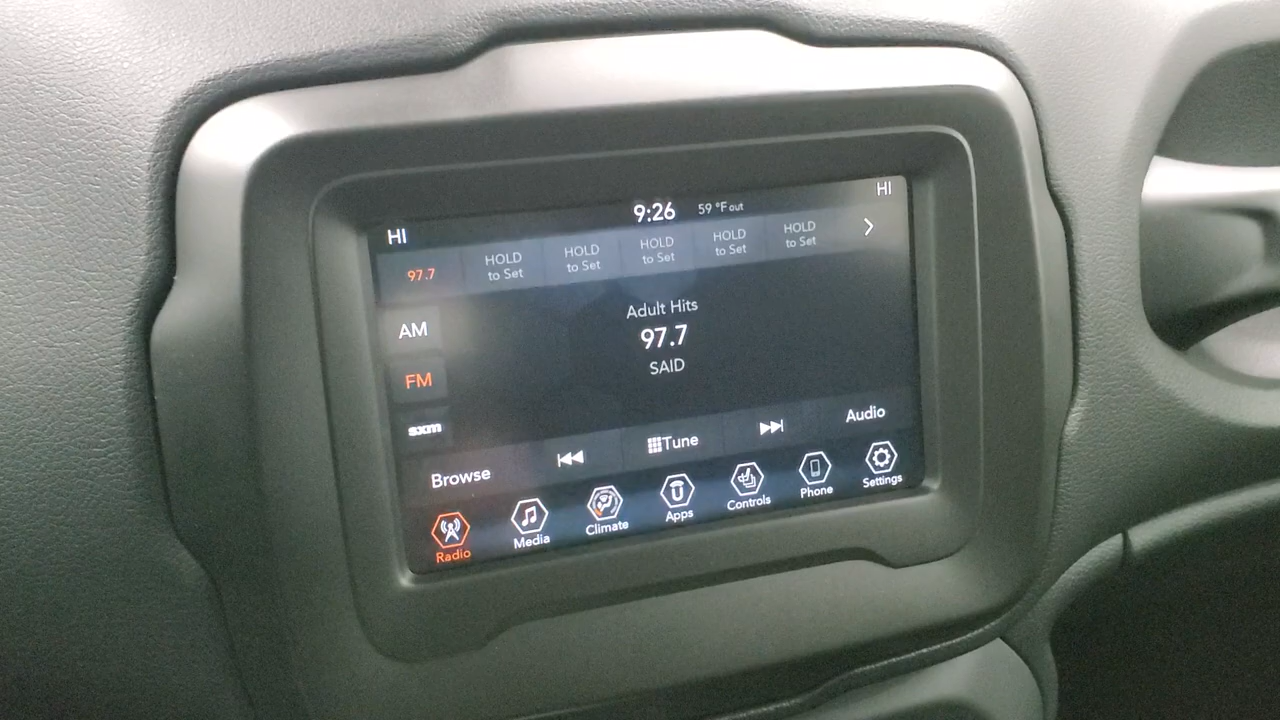 HI 9:26 59 °F out HI
97.7 HOLD to Set HOLD to Set HOLD to Set HOLD to Set HOLD to Set
Adult Hits
AM 97.7
SAID
FM
sxm
Browse Tune Audio
Radio Media Climate Apps Controls Phone Settings